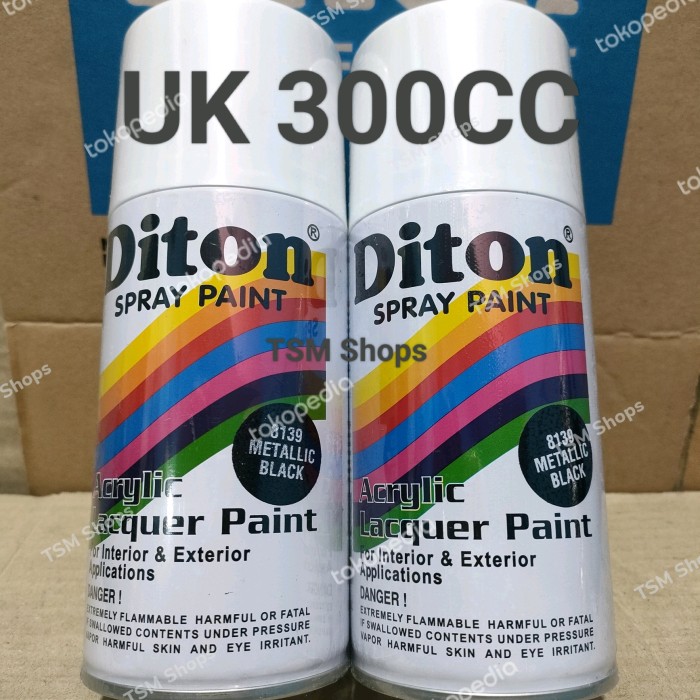 UK 300CC
Diton®
SPRAY PAINT
8139
METALLIC
BLACK
Acrylic
Lacquer Paint
For Interior & Exterior
Applications
DANGER !
EXTREMELY FLAMMABLE HARMFUL OR FATAL
IF SWALLOWED CONTENTS UNDER PRESSURE
VAPOR HARMFUL SKIN AND EYE IRRITANT.
Diton®
SPRAY PAINT
8139
METALLIC
BLACK
Acrylic
Lacquer Paint
For Interior & Exterior
Applications
DANGER !
EXTREMELY FLAMMABLE HARMFUL OR FATAL
IF SWALLOWED CONTENTS UNDER PRESSURE
VAPOR HARMFUL SKIN AND EYE IRRITANT.
TSM Shops
tokopedia